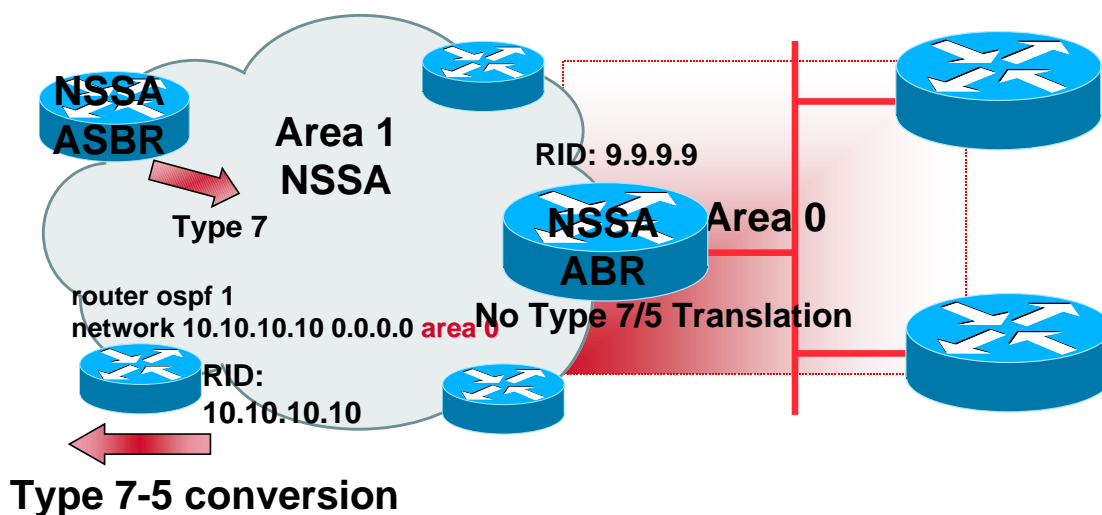 NSSA
ASBR
Area 1
NSSA
Type 7
RID: 9.9.9.9
NSSA
ABR
Area 0
No Type 7/5 Translation
router ospf 1
network 10.10.10.10 0.0.0.0 area 0
RID:
10.10.10.10
Type 7-5 conversion